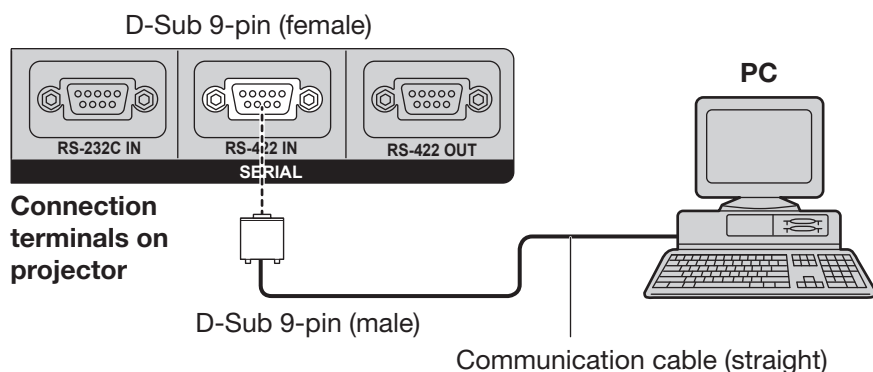 D-Sub 9-pin (female)
PC
RS-232C IN
RS-422 IN
RS-422 OUT
SERIAL
Connection
terminals on
projector
D-Sub 9-pin (male)
Communication cable (straight)